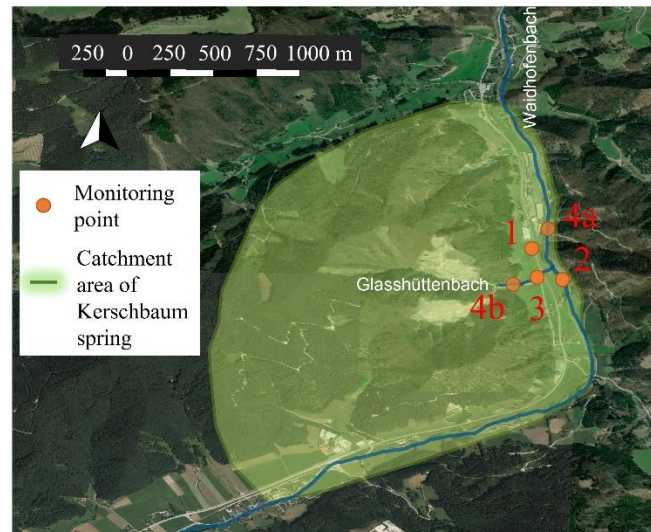 250 0 250 500 750 1000 m
Waidhofenbach
Monitoring
point
Catchment
area of
Kerschbaum
spring
1
4a
2
Glasshüttenbach
4b
3